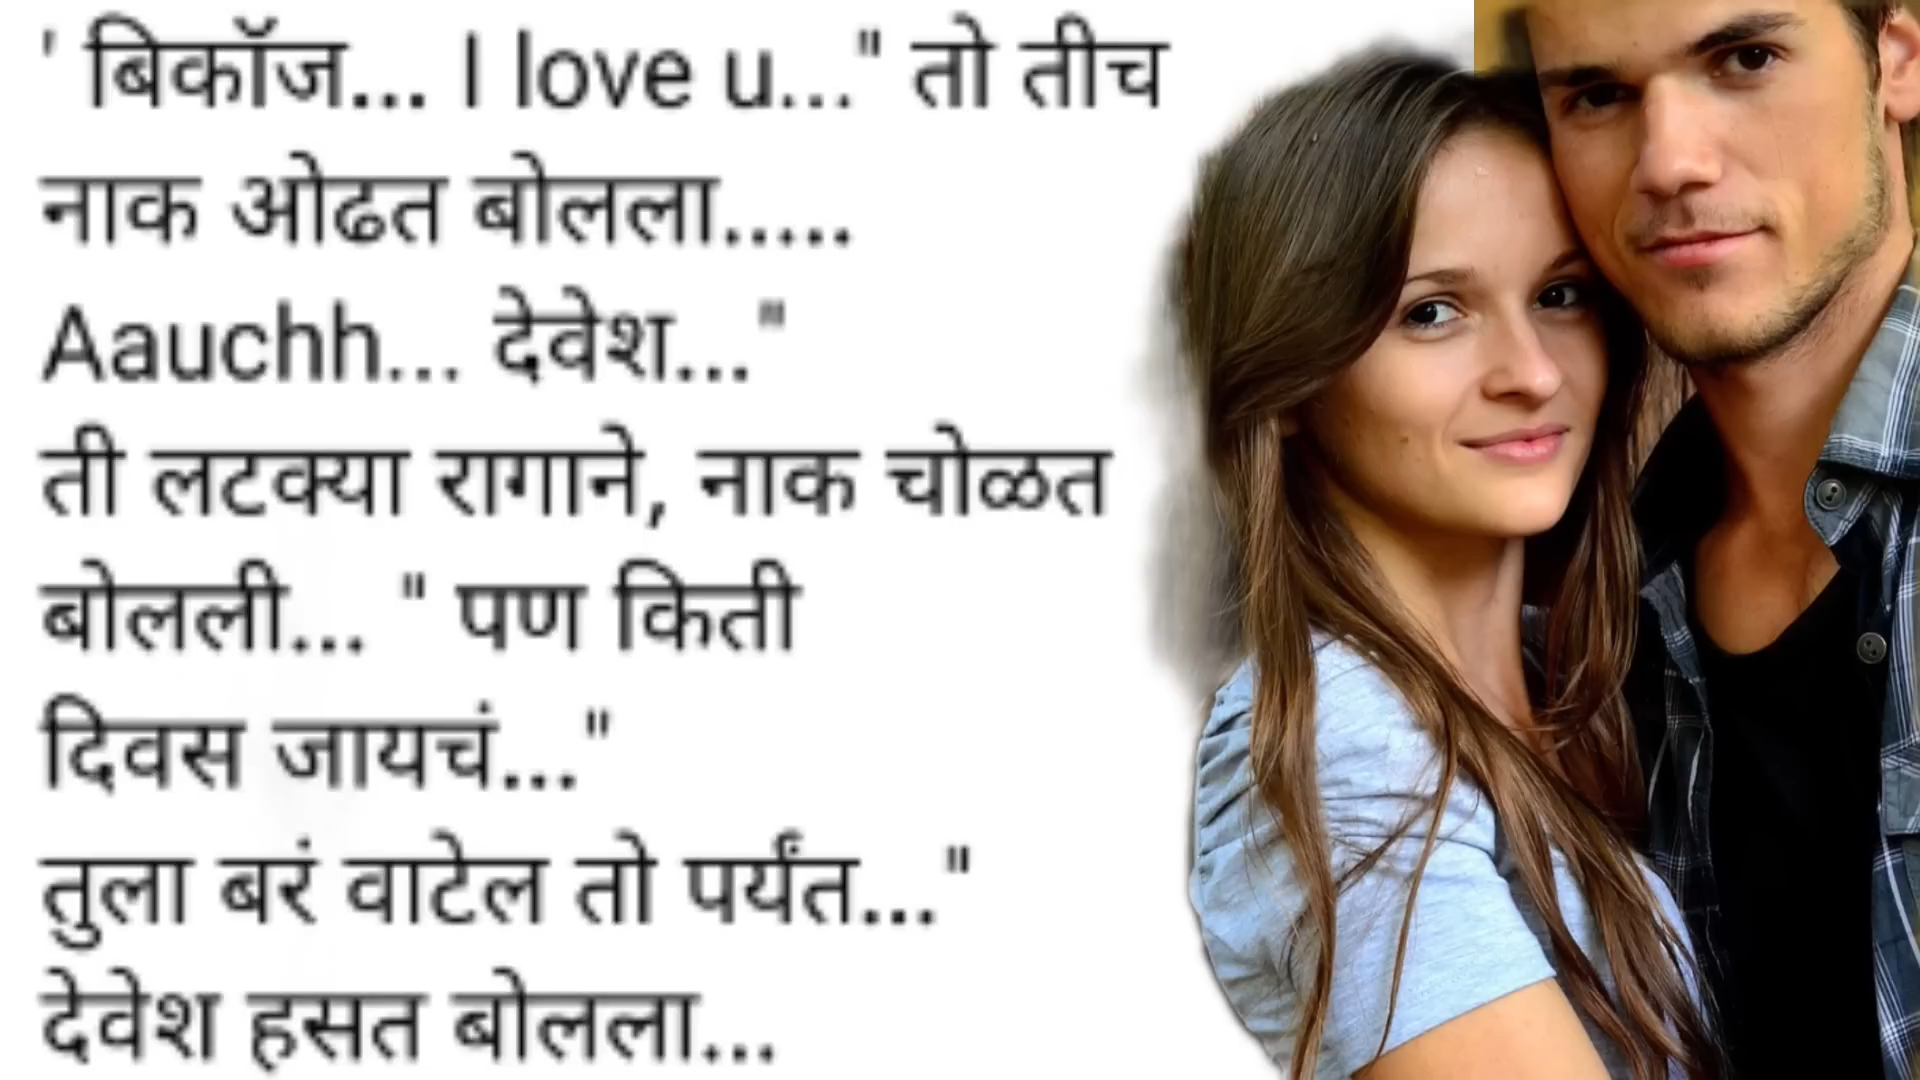 ' बिकॉज... I love u..." तो तीच
नाक ओढत बोलला.....
Aauchh... देवेश..."
ती लटक्या रागाने, नाक चोळत
बोलली... " पण किती
दिवस जायचं..."
तुला बरं वाटेल तो पर्यंत..."
देवेश हसत बोलला...